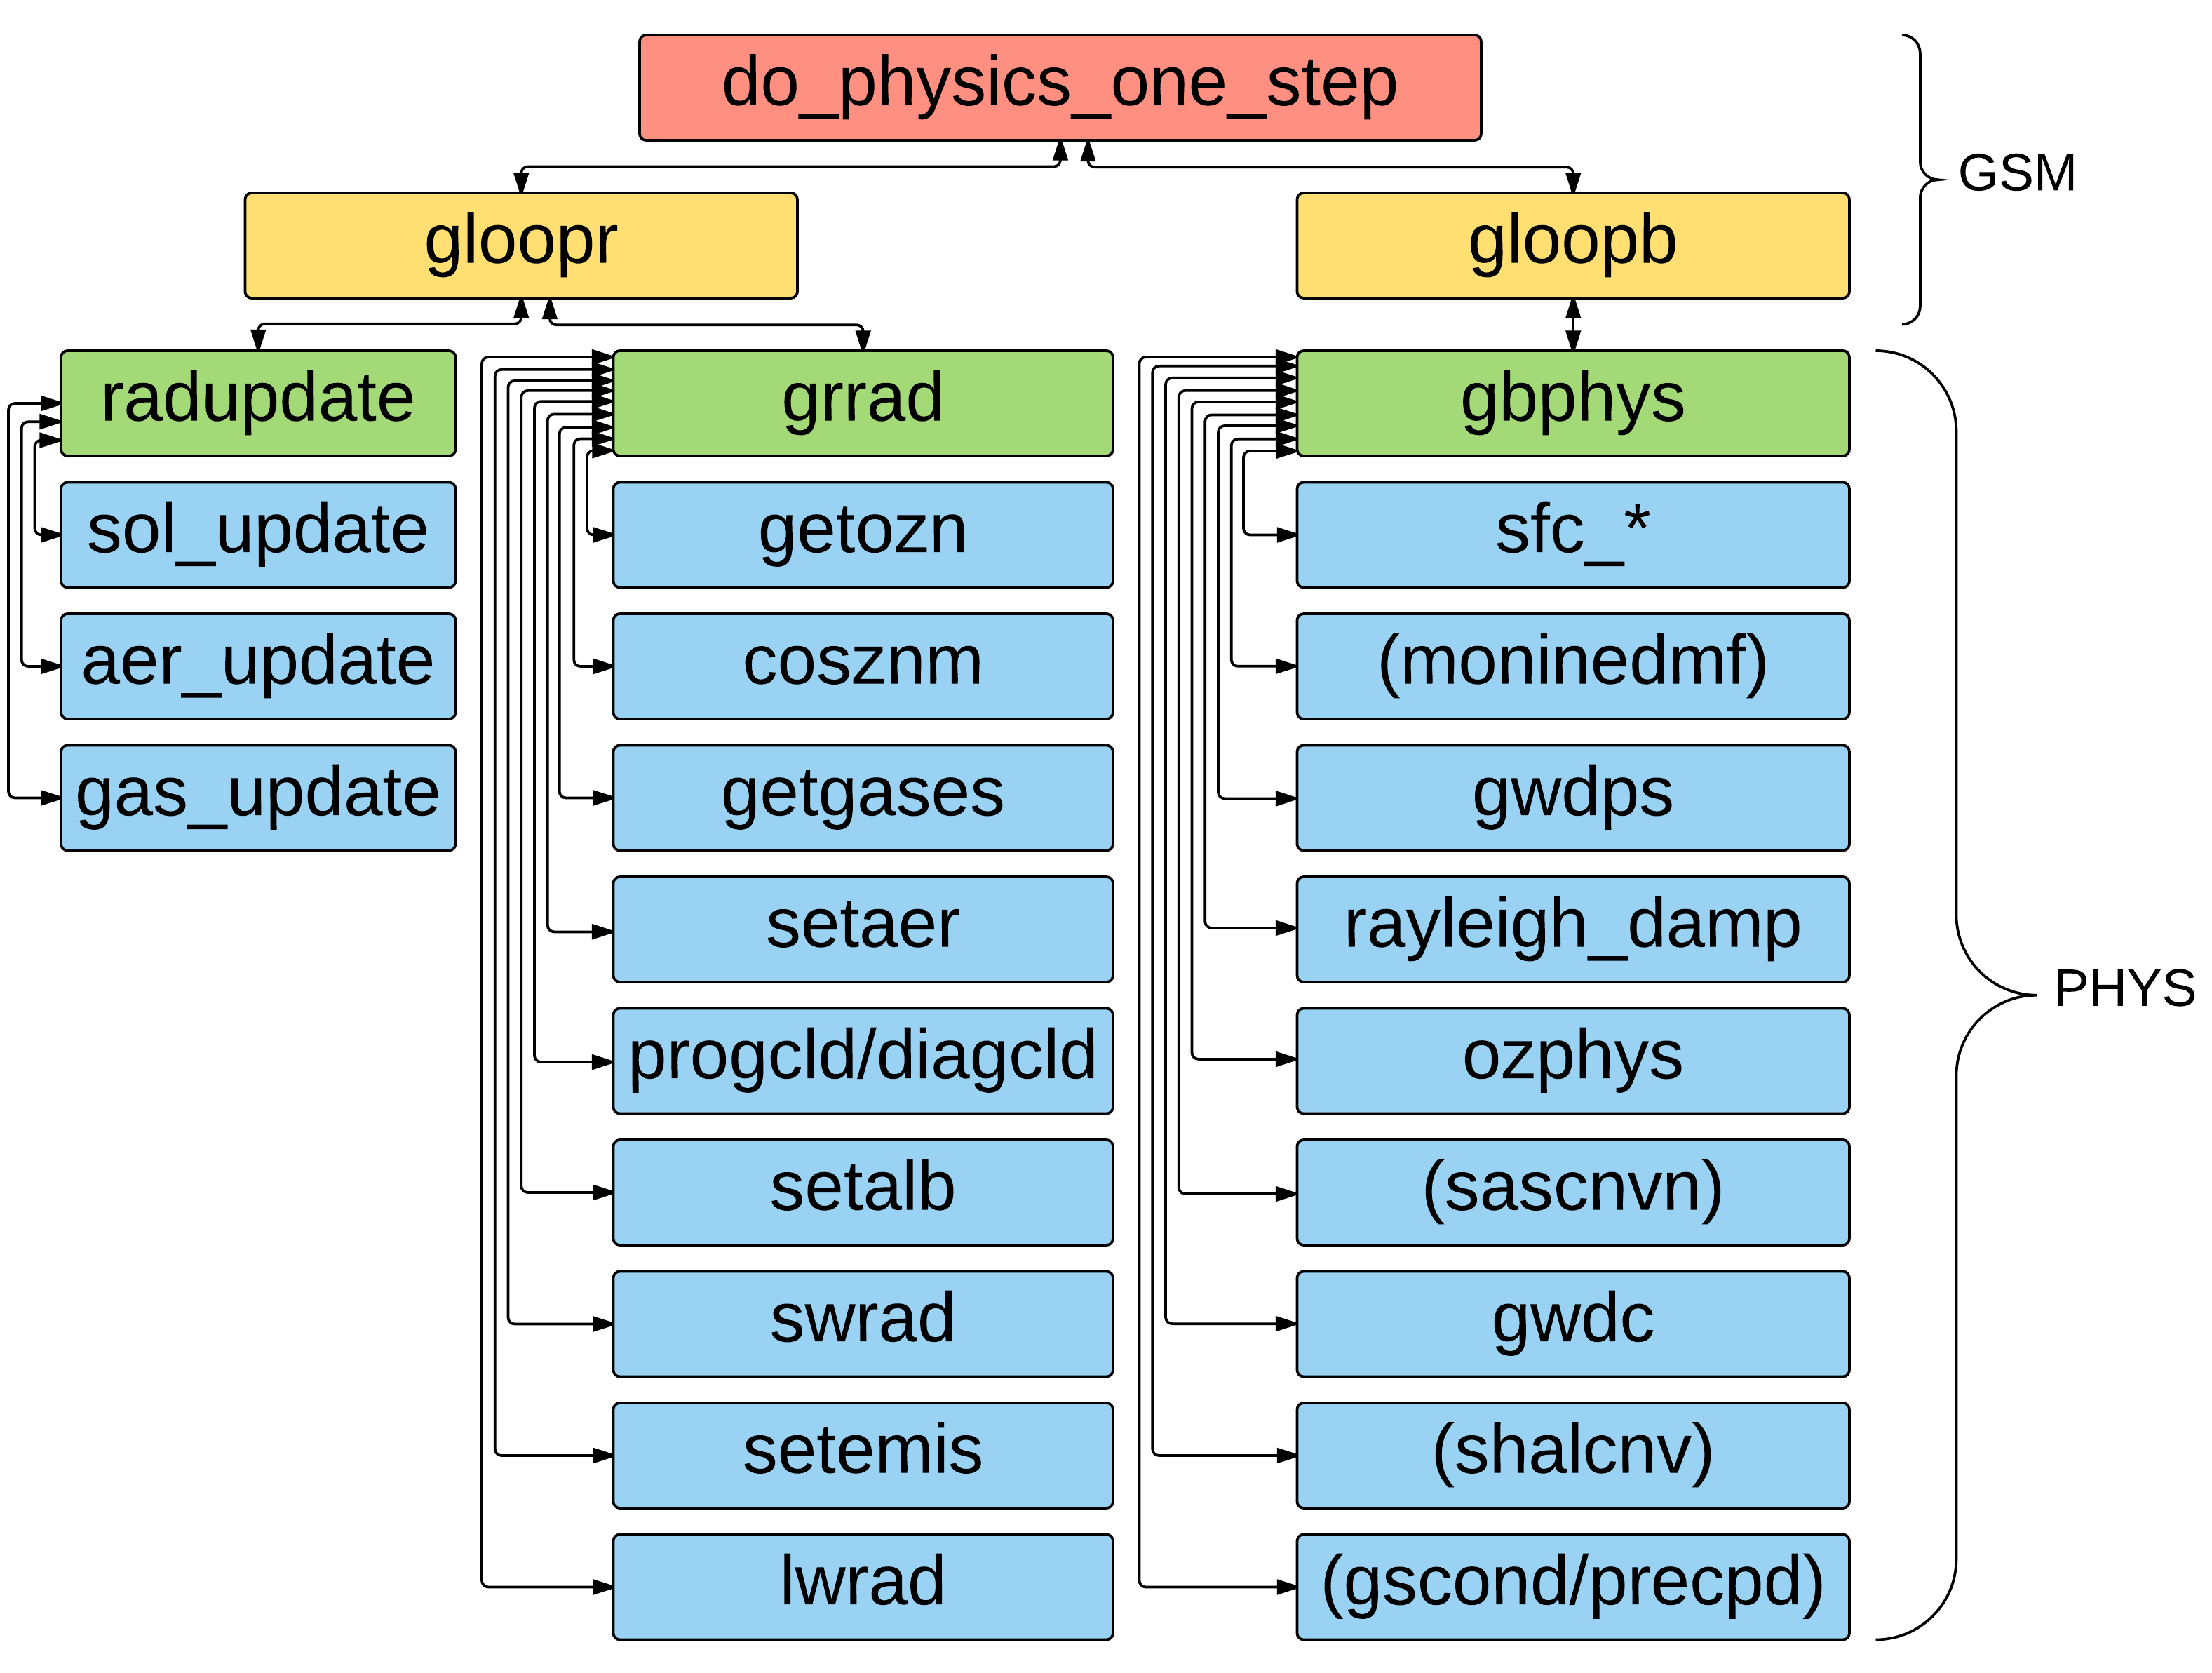 do_physics_one_step
GSM
gloopr
gloopb
radupdate
grrad
gbphys
sol_update
getozn
sfc_*
aer_update
cosznm
(moninedmf)
gas_update
getgases
gwdps
setaer
rayleigh_damp
PHYS
progcld/diagcld
ozphys
setalb
(sascnvn)
swrad
gwdc
setemis
(shalcnv)
lwrad
(gscond/precpd)